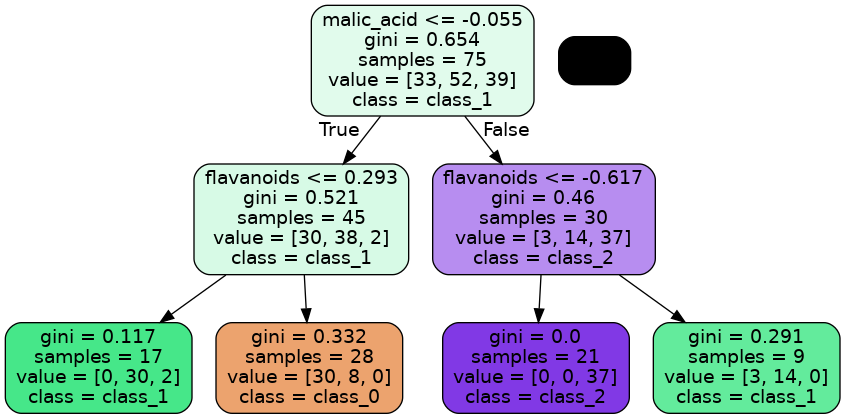 malic_acid <= -0.055
gini = 0.654
samples = 75
value = [33, 52, 39]
class = class_1
True
False
flavanoids <= 0.293
gini = 0.521
samples = 45
value = [30, 38, 2]
class = class_1
flavanoids <= -0.617
gini = 0.46
samples = 30
value = [3, 14, 37]
class = class_2
gini = 0.117
samples = 17
value = [0, 30, 2]
class = class_1
gini = 0.332
samples = 28
value = [30, 8, 0]
class = class_0
gini = 0.0
samples = 21
value = [0, 0, 37]
class = class_2
gini = 0.291
samples = 9
value = [3, 14, 0]
class = class_1